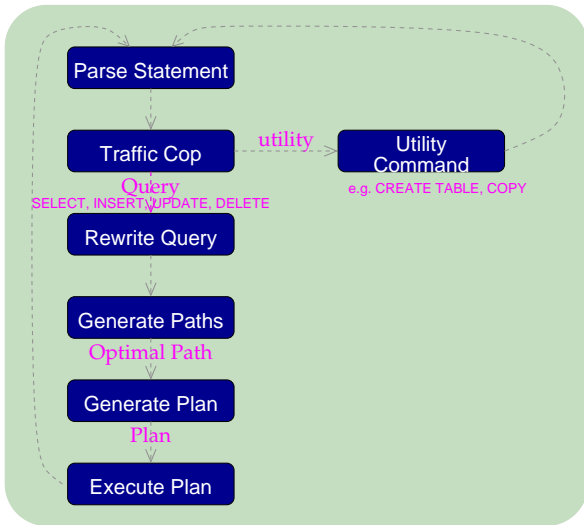 Parse Statement
Traffic Cop
utility
Utility
Command
Query
e.g. CREATE TABLE, COPY
SELECT, INSERT, UPDATE, DELETE
Rewrite Query
Generate Paths
Optimal Path
Generate Plan
Plan
Execute Plan